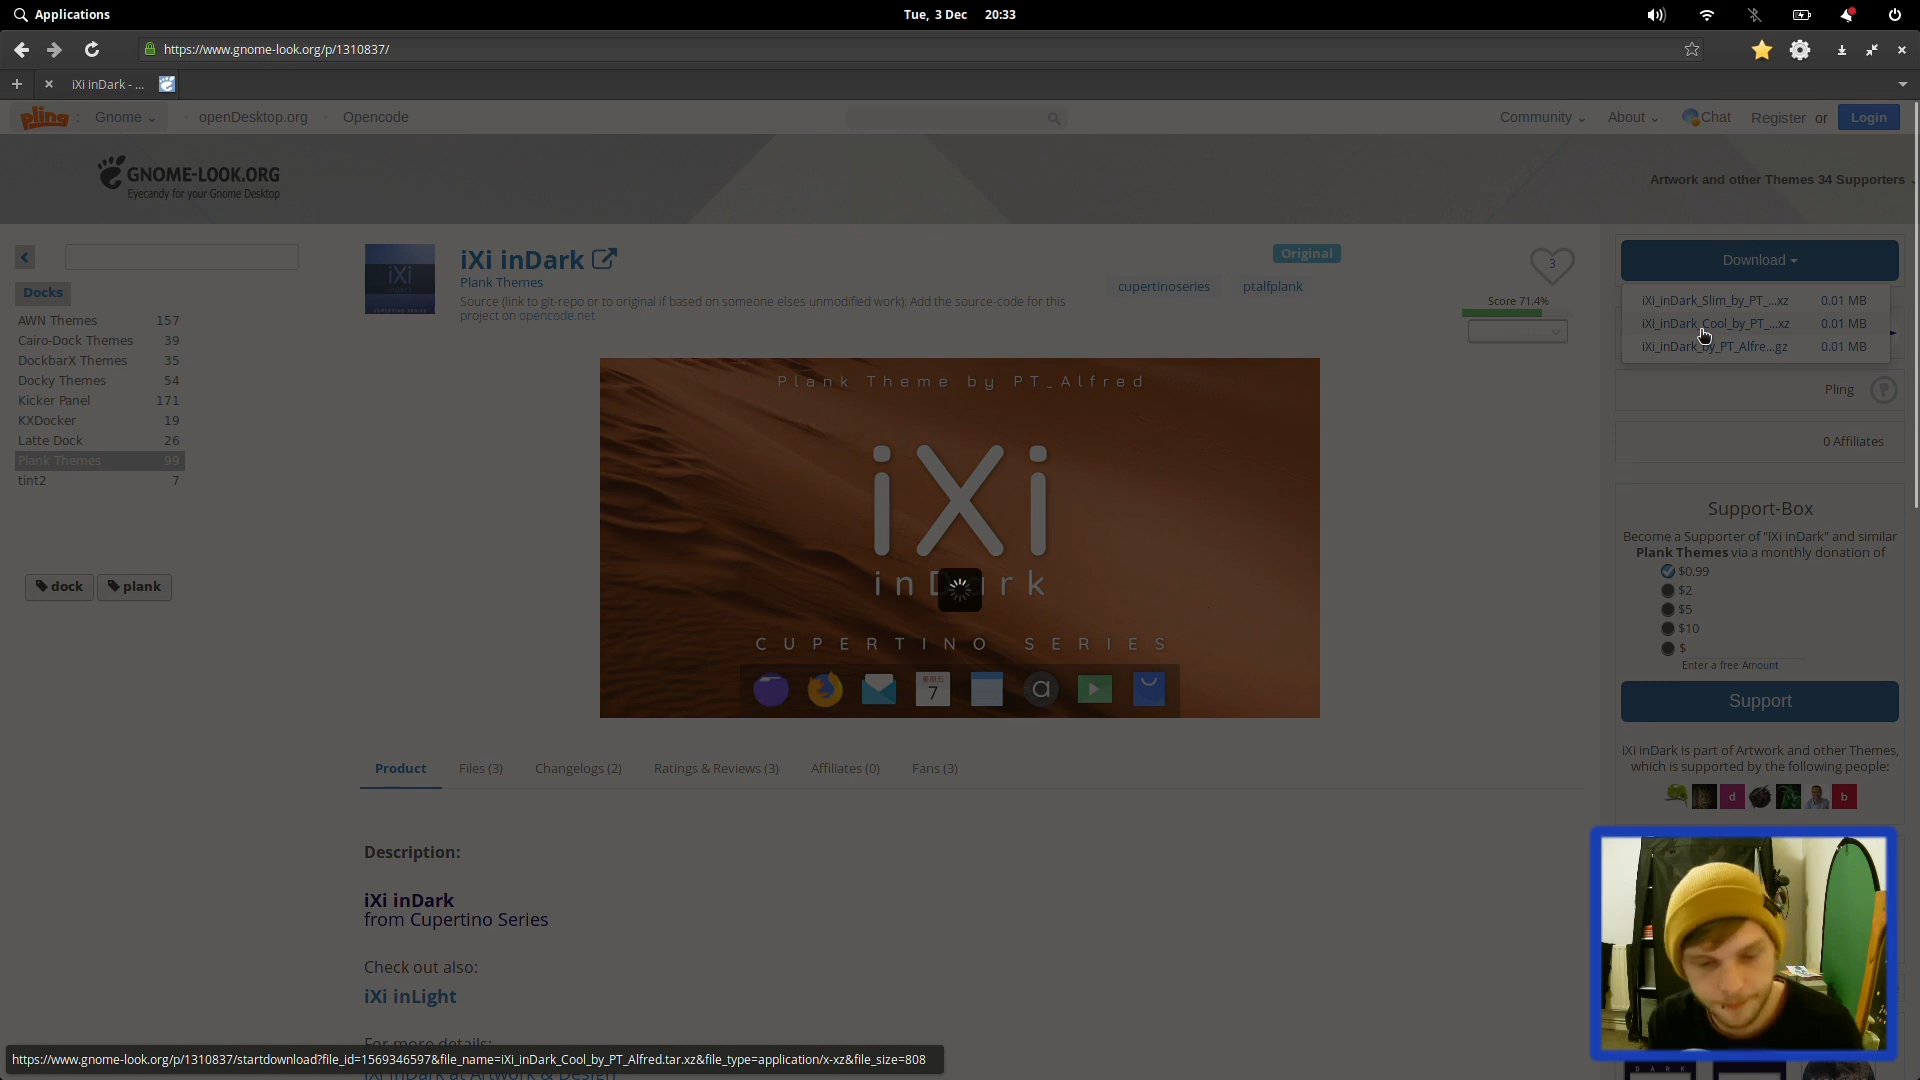 Applications
Tue, 3 Dec 20:33
https://www.gnome-look.org/p/1310837/
iXi inDark - ...
pling : Gnome openDesktop.org Opencode
Community About Chat Register or Login
GNOME-LOOK.ORG
Eyecandy for your Gnome Desktop
Artwork and other Themes 34 Supporters
Docks
AWN Themes 157
Cairo-Dock Themes 39
DockbarX Themes 35
Docky Themes 54
Kicker Panel 171
KXDocker 19
Latte Dock 26
Plank Themes 99
tint2 7
dock plank
iXi
iXi inDark
Plank Themes
Source (link to git-repo or to original if based on someone elses unmodified work): Add the source-code for this
project on opencode.net
Original
cupertinoseries ptalfplank
3
Score 71.4%
Plank Theme by PT_Alfred
iXi
CUPERTINO SERIES
7
Product Files (3) Changelogs (2) Ratings & Reviews (3) Affiliates (0) Fans (3)
Description:
iXi inDark
from Cupertino Series
Check out also:
iXi inLight
For more details:
Download
iXi_inDark_Slim_by_PT_...xz 0.01 MB
iXi_inDark_Cool_by_PT_...xz 0.01 MB
iXi_inDark_by_PT_Alfre...gz 0.01 MB
Pling
0 Affiliates
Support-Box
Become a Supporter of "iXi inDark" and similar
Plank Themes via a monthly donation of
$0.99
$2
$5
$10
$
Enter a free Amount
Support
iXi inDark is part of Artwork and other Themes,
which is supported by the following people:
d b
https://www.gnome-look.org/p/1310837/startdownload?file_id=1569346597&file_name=iXi_inDark_Cool_by_PT_Alfred.tar.xz&file_type=application/x-xz&file_size=808
DARK